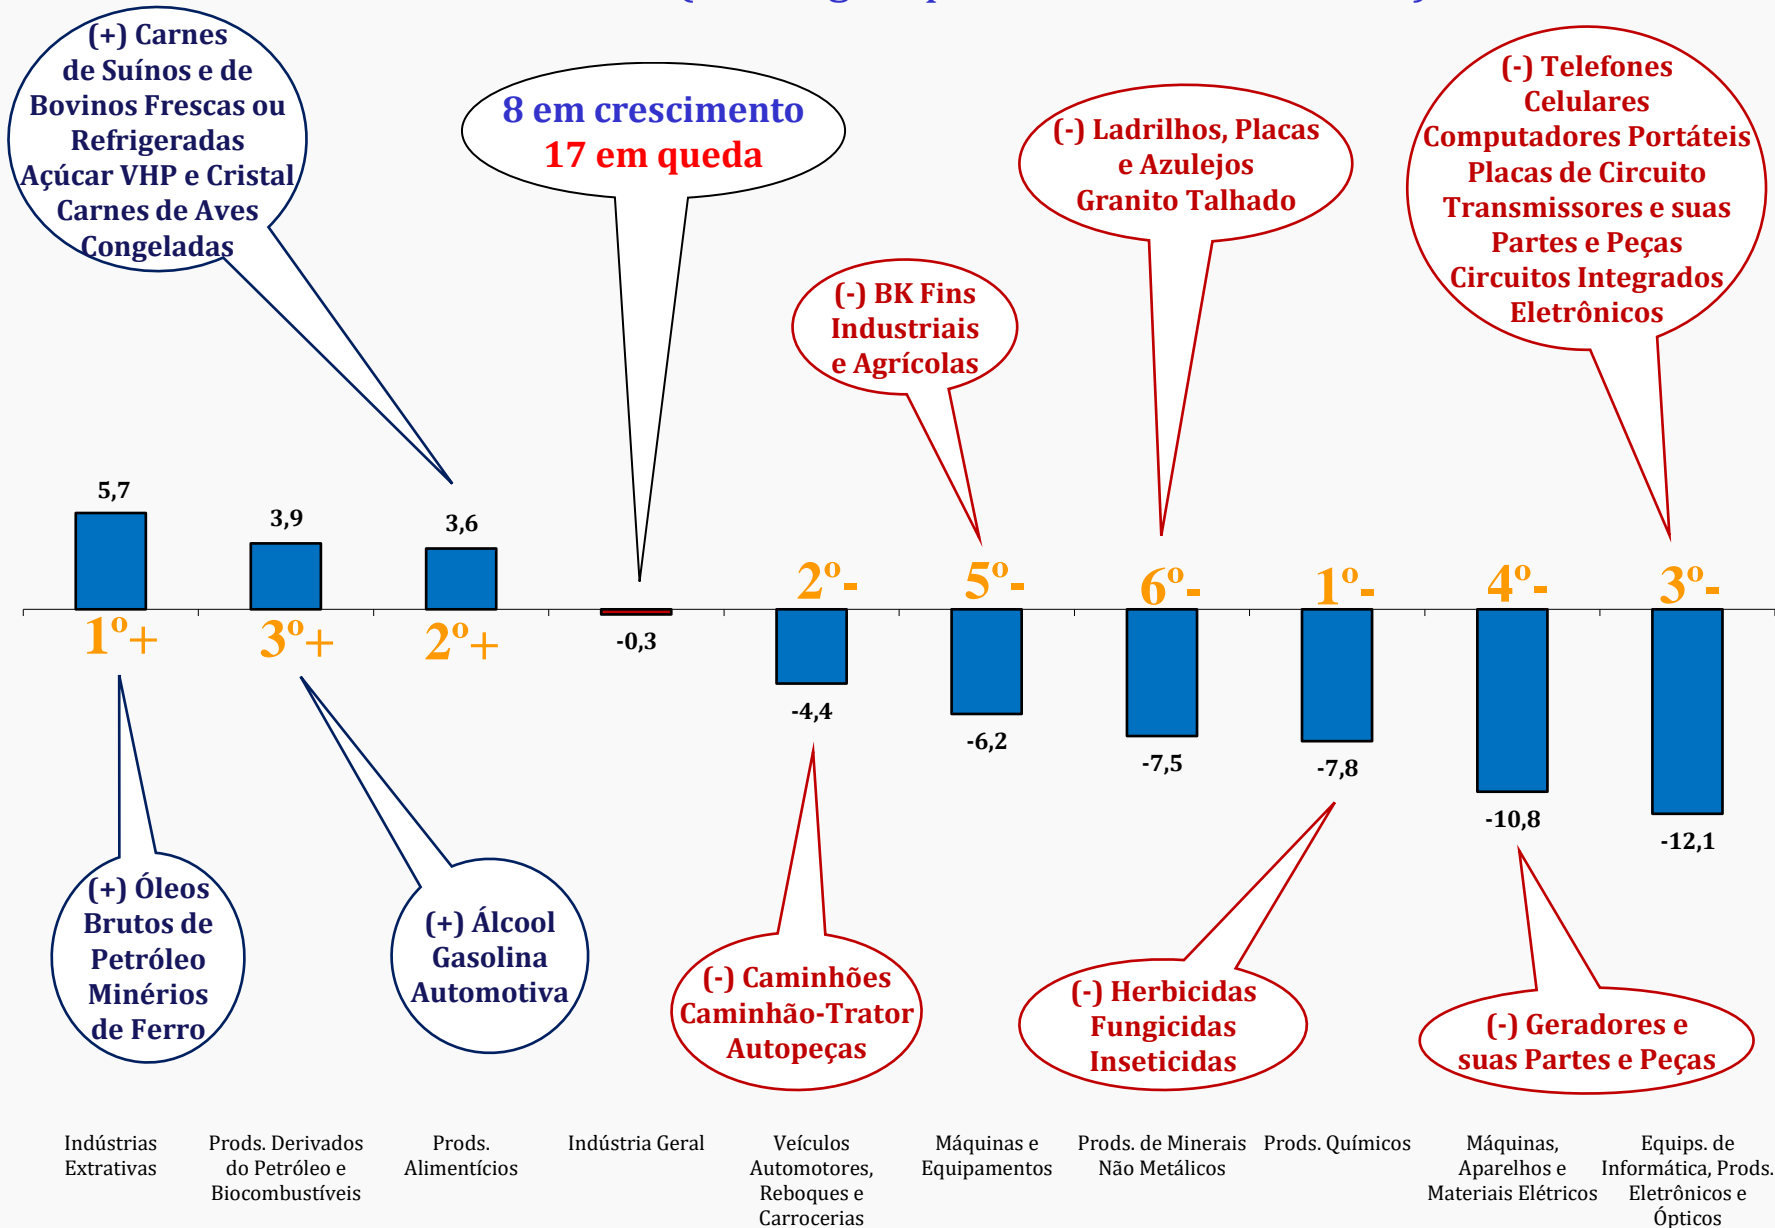 (+) Carnes
de Suínos e de
Bovinos Frescas ou
Refrigeradas
Açúcar VHP e Cristal
Carnes de Aves
Congeladas
8 em crescimento
17 em queda
(-) BK Fins
Industriais
e Agrícolas
(-) Ladrilhos, Placas
e Azulejos
Granito Talhado
(-) Telefones
Celulares
Computadores Portáteis
Placas de Circuito
Transmissores e suas
Partes e Peças
Circuitos Integrados
Eletrônicos
5,7
3,9
3,6
-0,3
-4,4
-6,2
-7,5
-7,8
-10,8
-12,1
1º+
3º+
2º+
2º-
5º-
6º-
1º-
4º-
3º-
(+) Óleos
Brutos de
Petróleo
Minérios
de Ferro
(+) Álcool
Gasolina
Automotiva
(-) Caminhões
Caminhão-Trator
Autopeças
(-) Herbicidas
Fungicidas
Inseticidas
(-) Geradores e
suas Partes e Peças
Indústrias
Extrativas
Prods. Derivados
do Petróleo e
Biocombustíveis
Prods.
Alimentícios
Indústria Geral
Veículos
Automotores,
Reboques e
Carrocerias
Máquinas e
Equipamentos
Prods. de Minerais
Não Metálicos
Prods. Químicos
Máquinas,
Aparelhos e
Materiais Elétricos
Equips. de
Informática, Prods.
Eletrônicos e
Ópticos